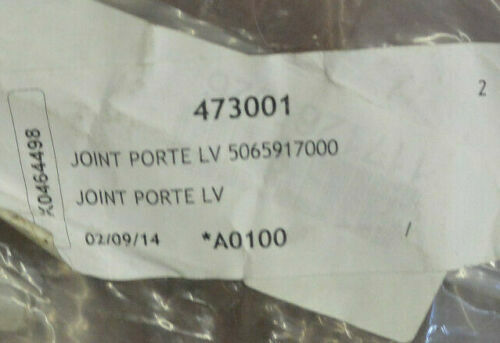 473001
2
X0464498
JOINT PORTE LV 5065917000
JOINT PORTE LV
02/09/14 *A0100 /